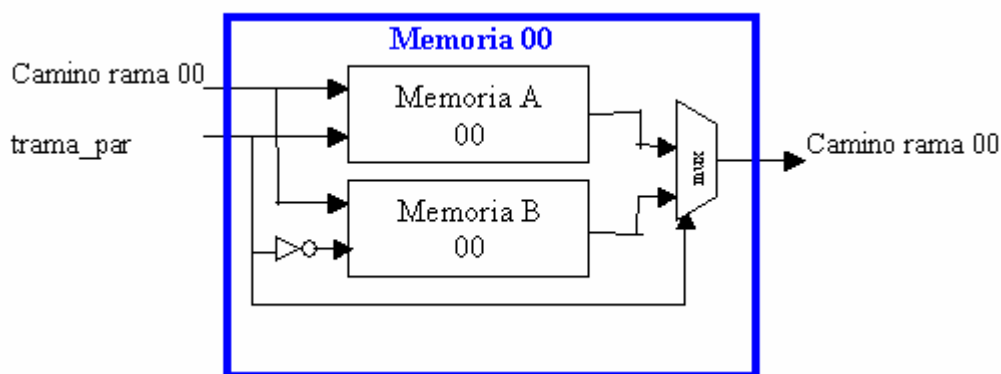 Memoria 00
Camino rama 00
trama_par
Memoria A
00
Memoria B
00
mux
Camino rama 00